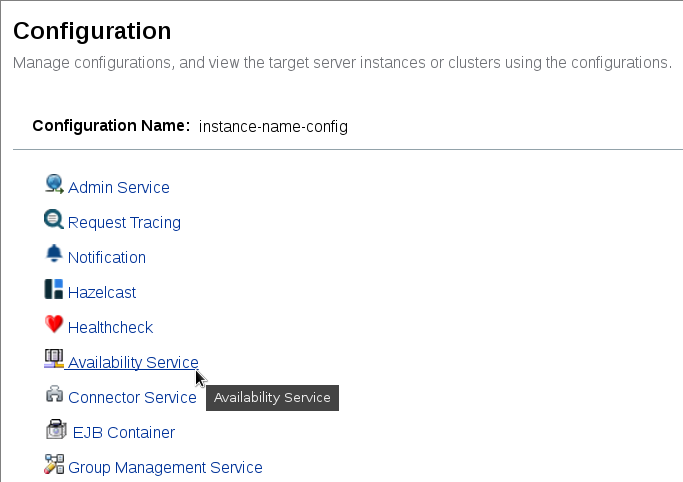 Configuration
Manage configurations, and view the target server instances or clusters using the configurations.
Configuration Name: instance-name-config
Admin Service
Request Tracing
Notification
Hazelcast
Healthcheck
Availability Service
Connector Service
Availability Service
EJB Container
Group Management Service